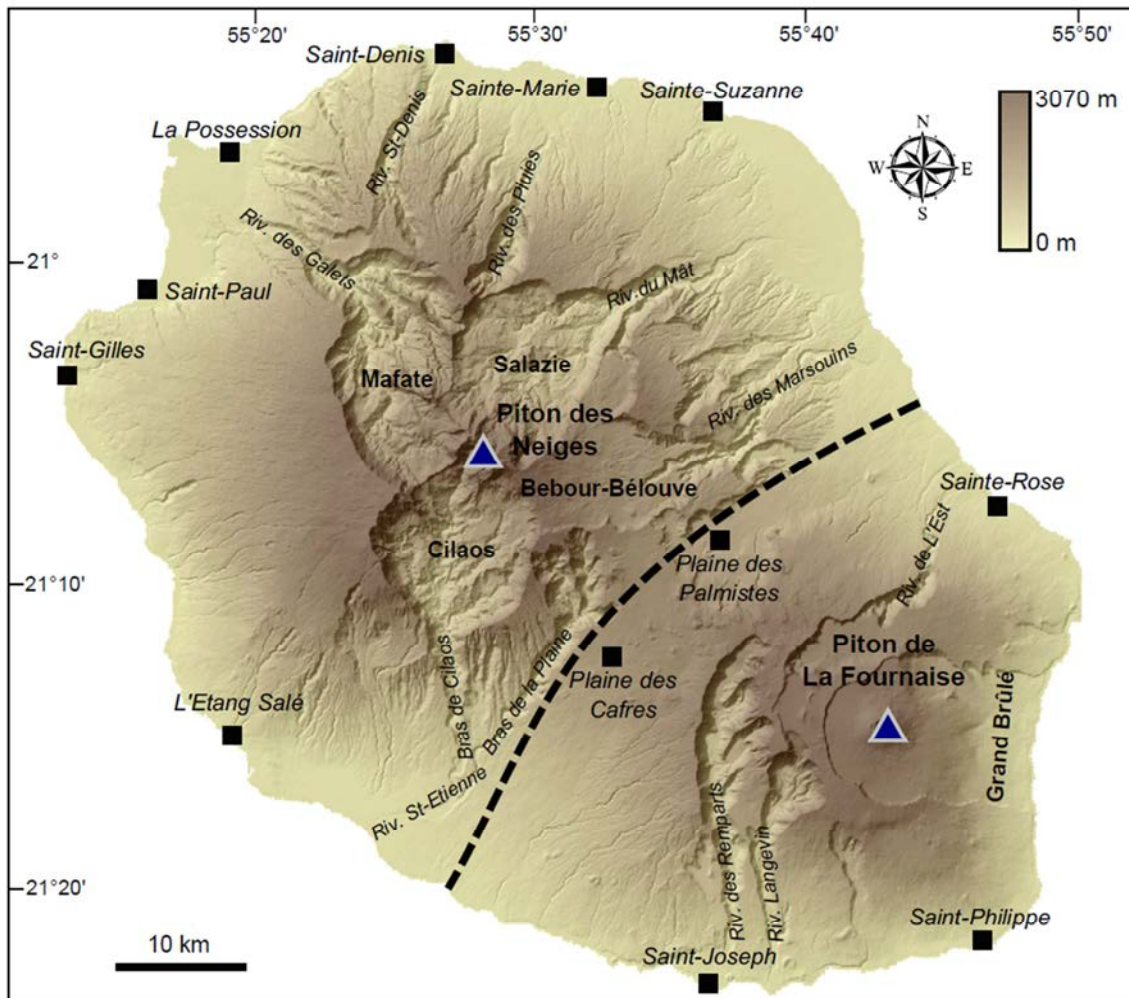 55°20'
55°30'
55°40'
55°50'
Saint-Denis
Sainte-Marie
Sainte-Suzanne
3070 m
La Possession
Riv. St-Denis
N
W
E
S
Riv. des Pluies
0 m
Riv. des Galets
21°
Saint-Paul
Riv. du Mât
Saint-Gilles
Salazie
Mafate
Riv. des Marsouins
Piton des
Neiges
Bebour-Bélouve
Sainte-Rose
Cilaos
Plaine des
Palmistes
Riv. de L'Est
21°10'
Piton de
La Fournaise
Bras de Cilaos
Bras de la Plaine
Plaine des
Cafres
L'Etang Salé
Grand Brûlé
Riv. St-Etienne
Riv. des Remparts
Riv. Langevin
21°20'
Saint-Philippe
10 km
Saint-Joseph